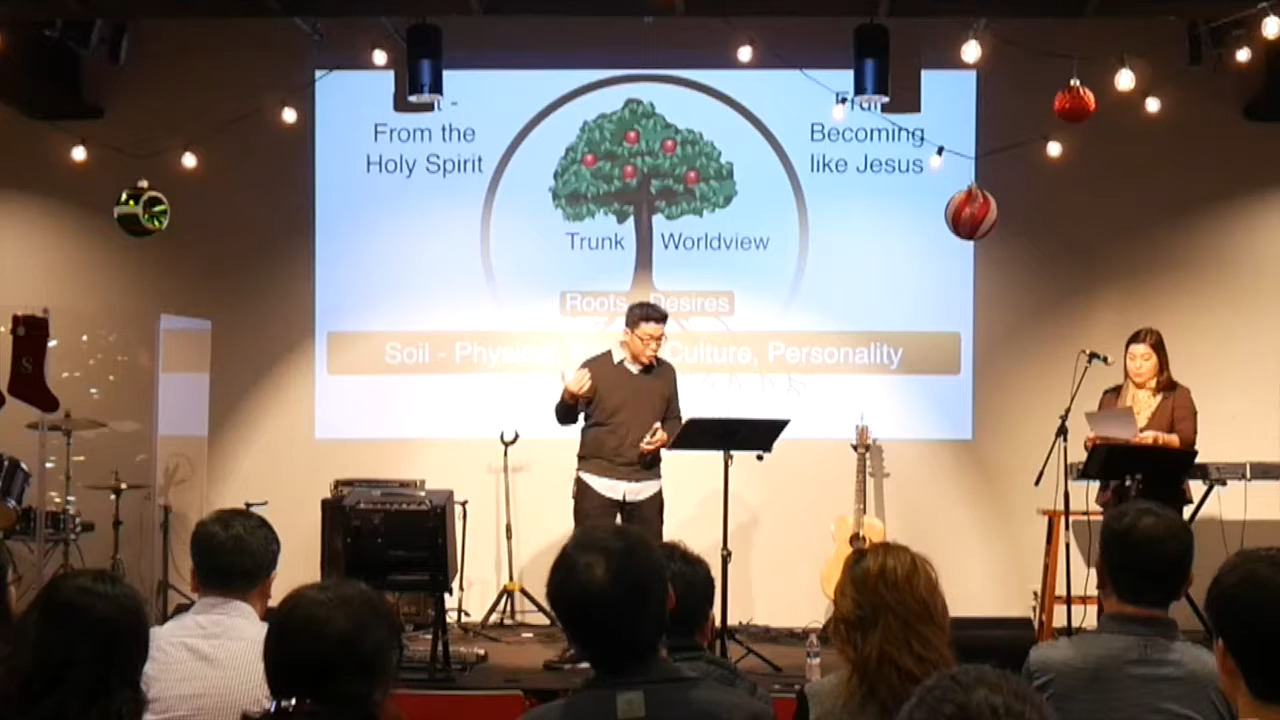 From the
Holy Spirit
Becoming
like Jesus
Trunk Worldview
Roots Desires
Soil - Culture, Personality
S